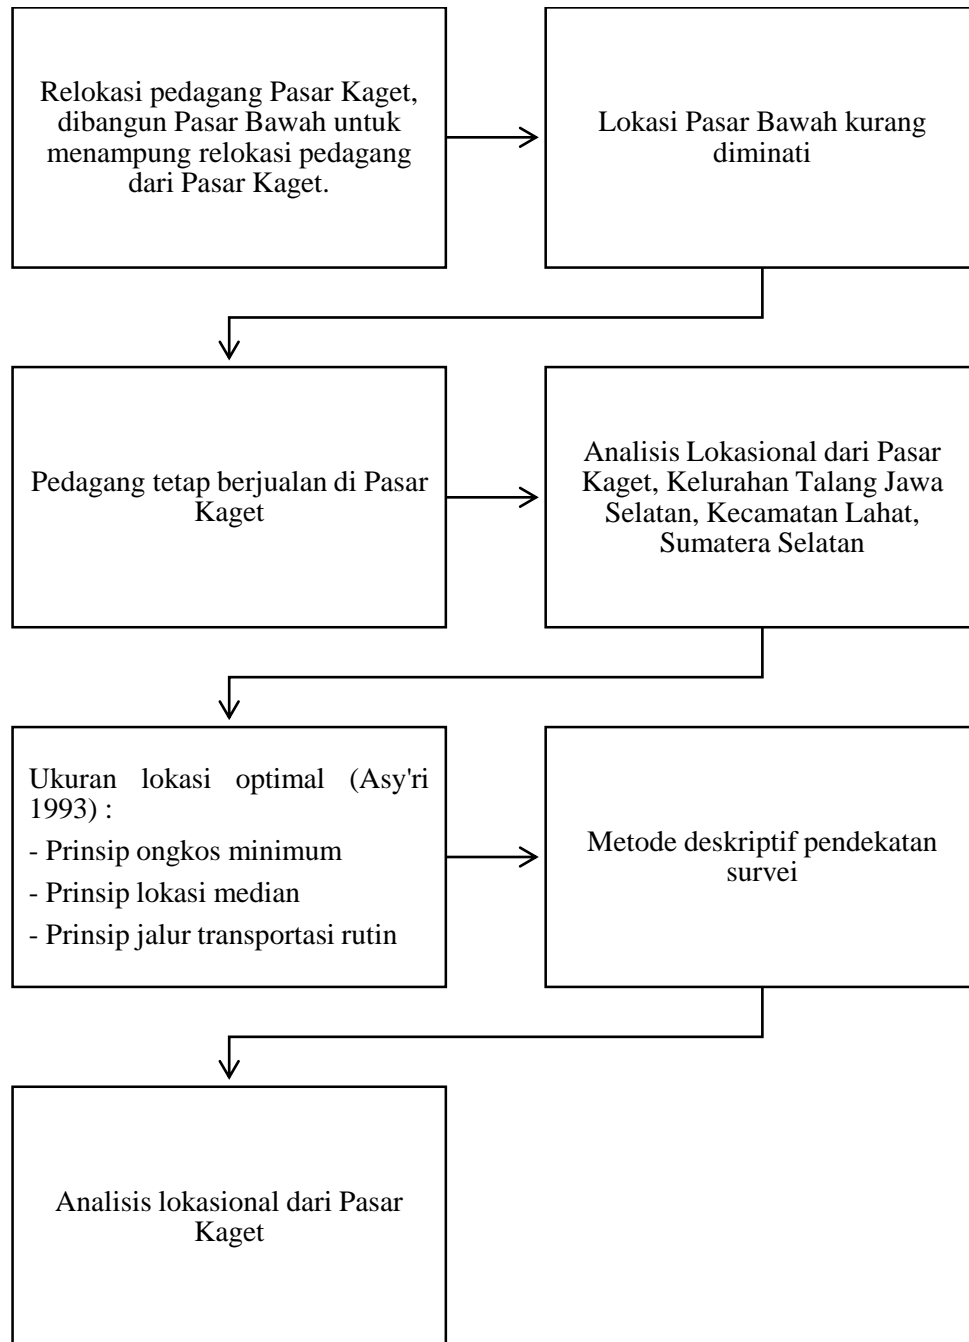 Relokasi pedagang Pasar Kaget,
dibangun Pasar Bawah untuk
menampung relokasi pedagang
dari Pasar Kaget.
Lokasi Pasar Bawah kurang
diminati
Pedagang tetap berjualan di Pasar
Kaget
Analisis Lokasional dari Pasar
Kaget, Kelurahan Talang Jawa
Selatan, Kecamatan Lahat,
Sumatera Selatan
Ukuran lokasi optimal (Asy'ri
1993) :
- Prinsip ongkos minimum
- Prinsip lokasi median
- Prinsip jalur transportasi rutin
Metode deskriptif pendekatan
survei
Analisis lokasional dari Pasar
Kaget